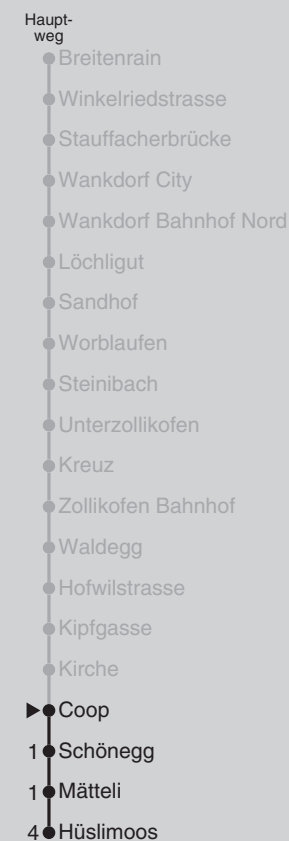 Haupt-
weg
Breitenrain
Winkelriedstrasse
Stauffacherbrücke
Wankdorf City
Wankdorf Bahnhof Nord
Löchligut
Sandhof
Worblaufen
Steinibach
Unterzollikofen
Kreuz
Zollikofen Bahnhof
Waldegg
Hofwilstrasse
Kipfgasse
Kirche
Coop
1 Schönegg
1 Mätteli
4 Hüslimoos